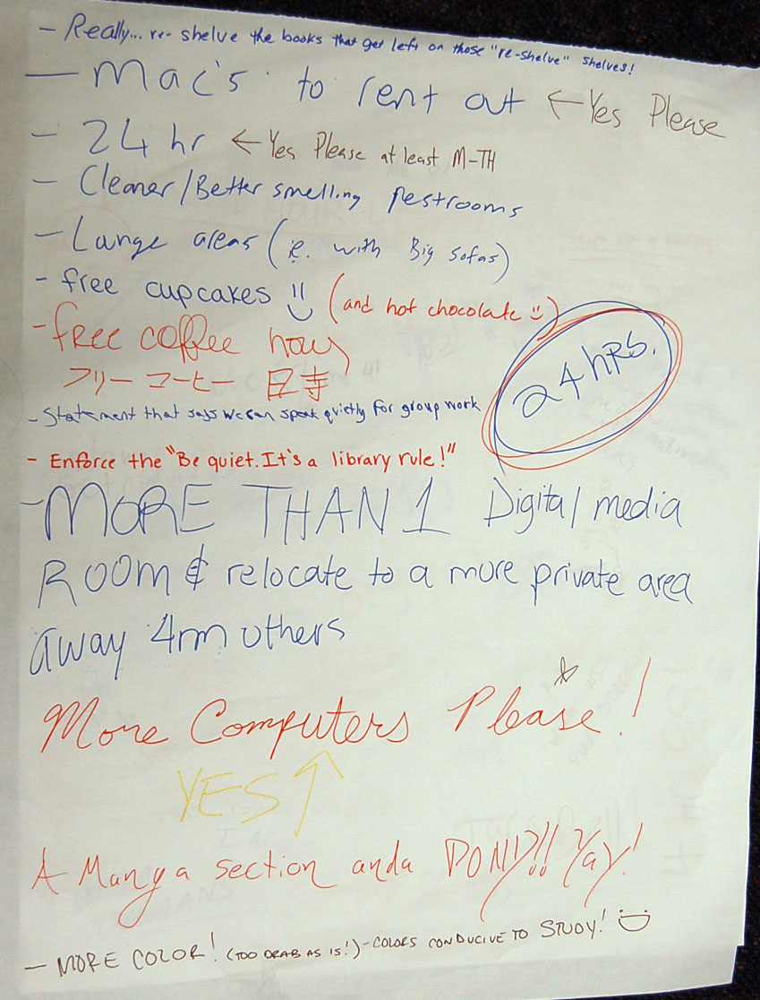 - Really... re-shelve the books that get left on those "re-shelve" shelves!
- Mac's to rent out ← Yes Please
- 24 hr ← Yes Please at least M-TH
- Cleaner/Better smelling restrooms
- Large areas (ie. with Big sofas)
- free cupcakes (and hot chocolate :))
- free coffee hour
フリー コーヒー 時
24 hrs.
- Statement that says we can speak quietly for group work
- Enforce the "Be quiet. It's a library rule!"
- MORE THAN 1 Digital media
ROOM & relocate to a more private area
away 4rm others
More Computers Please!
YES ↑
A Manga section and a PONY!! Yay!
- MORE COLOR! (TOO DRAB AS IS!) - COLORS CONDUCIVE TO STUDY!